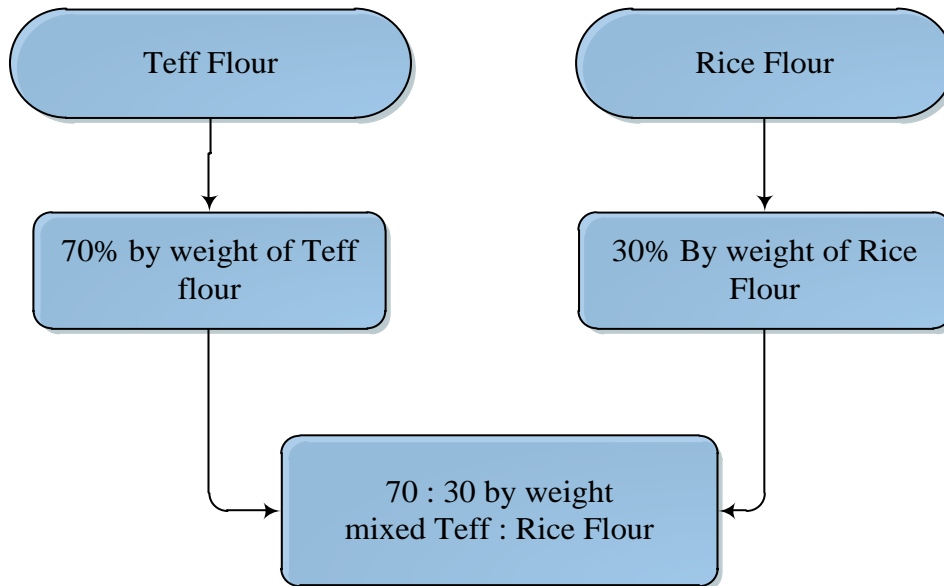 Teff Flour
Rice Flour
70% by weight of Teff
flour
30% By weight of Rice
Flour
70 : 30 by weight
mixed Teff : Rice Flour